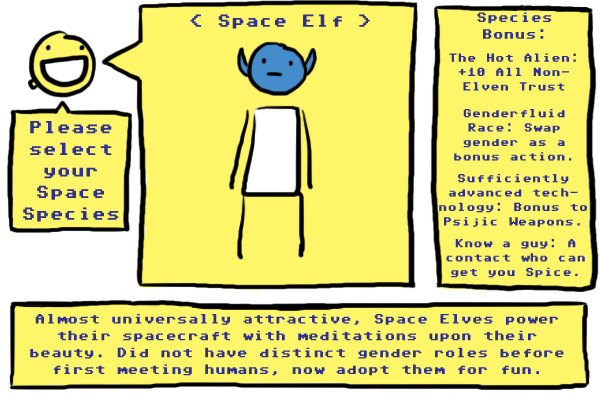 < Space Elf >
Please
select
your
Space
Species
Species
Bonus:
The Hot Alien:
+10 All Non-
Elven Trust
Genderfluid
Race: Swap
gender as a
bonus action.
Sufficiently
advanced tech-
nology: Bonus to
Psijic Weapons.
Know a guy: A
contact who can
get you Spice.
Almost universally attractive, Space Elves power
their spacecraft with meditations upon their
beauty. Did not have distinct gender roles before
first meeting humans, now adopt them for fun.